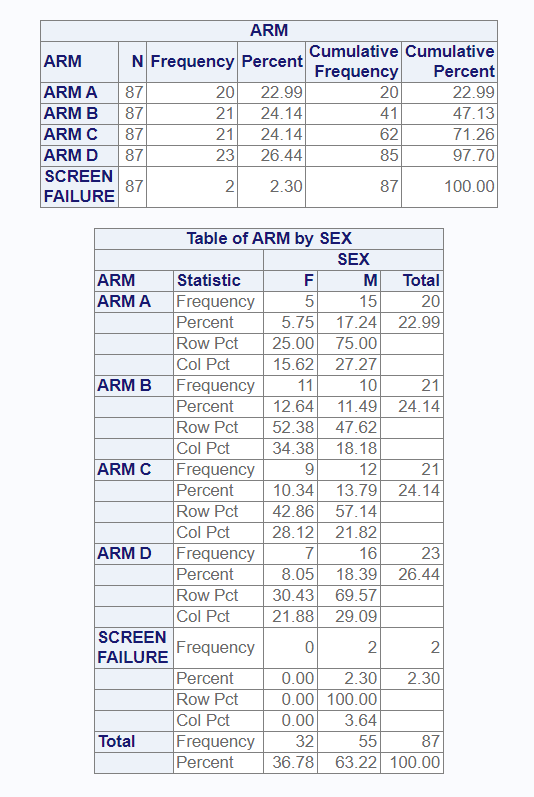 ARM
ARM N Frequency Percent Cumulative Frequency Cumulative Percent
ARM A 87 20 22.99 20 22.99
ARM B 87 21 24.14 41 47.13
ARM C 87 21 24.14 62 71.26
ARM D 87 23 26.44 85 97.70
SCREEN FAILURE 87 2 2.30 87 100.00
Table of ARM by SEX
SEX
ARM Statistic F M Total
ARM A Frequency 5 15 20
Percent 5.75 17.24 22.99
Row Pct 25.00 75.00
Col Pct 15.62 27.27
ARM B Frequency 11 10 21
Percent 12.64 11.49 24.14
Row Pct 52.38 47.62
Col Pct 34.38 18.18
ARM C Frequency 9 12 21
Percent 10.34 13.79 24.14
Row Pct 42.86 57.14
Col Pct 28.12 21.82
ARM D Frequency 7 16 23
Percent 8.05 18.39 26.44
Row Pct 30.43 69.57
Col Pct 21.88 29.09
SCREEN FAILURE Frequency 0 2 2
Percent 0.00 2.30 2.30
Row Pct 0.00 100.00
Col Pct 0.00 3.64
Total Frequency 32 55 87
Percent 36.78 63.22 100.00